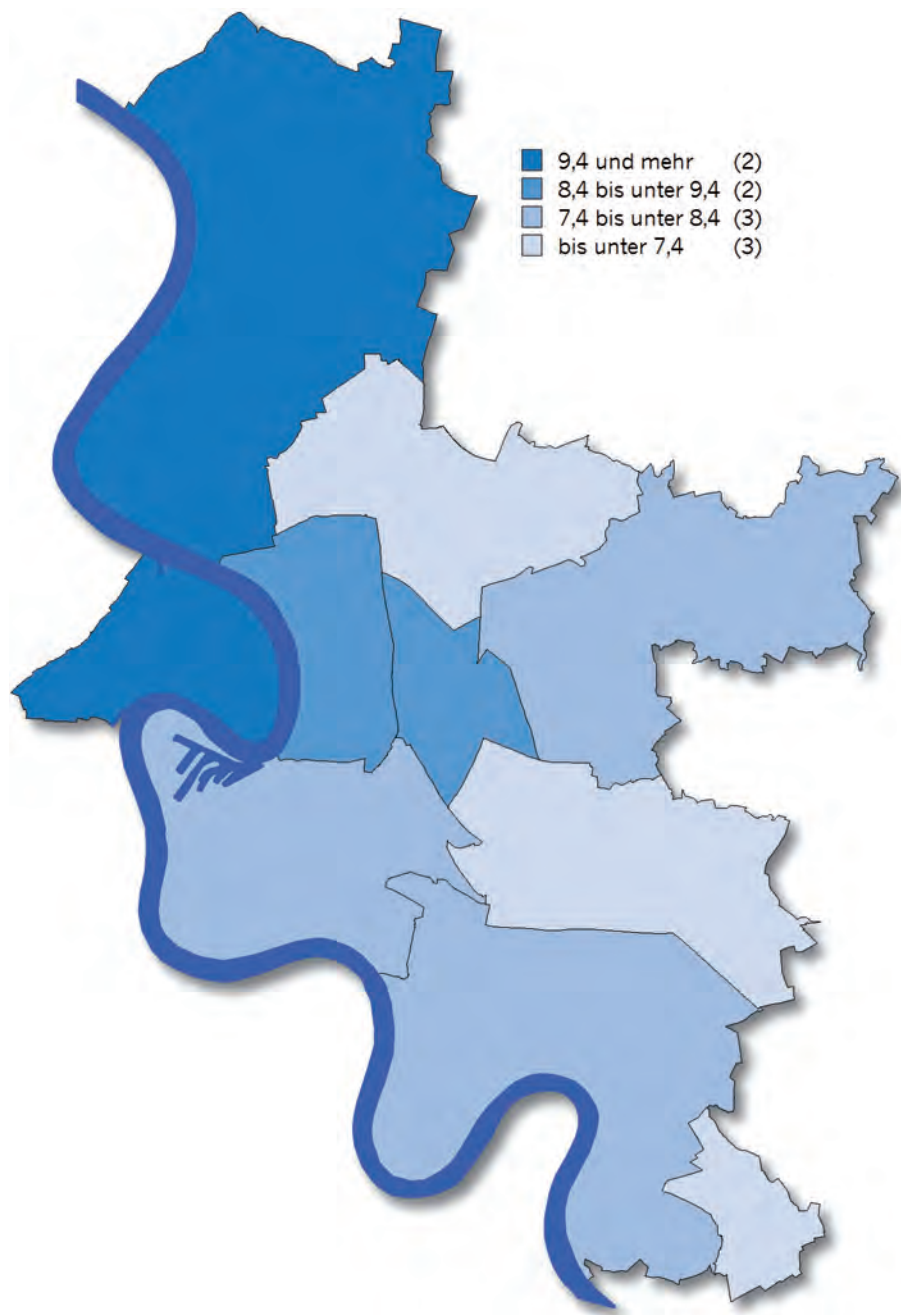 9,4 und mehr (2)
8,4 bis unter 9,4 (2)
7,4 bis unter 8,4 (3)
bis unter 7,4 (3)